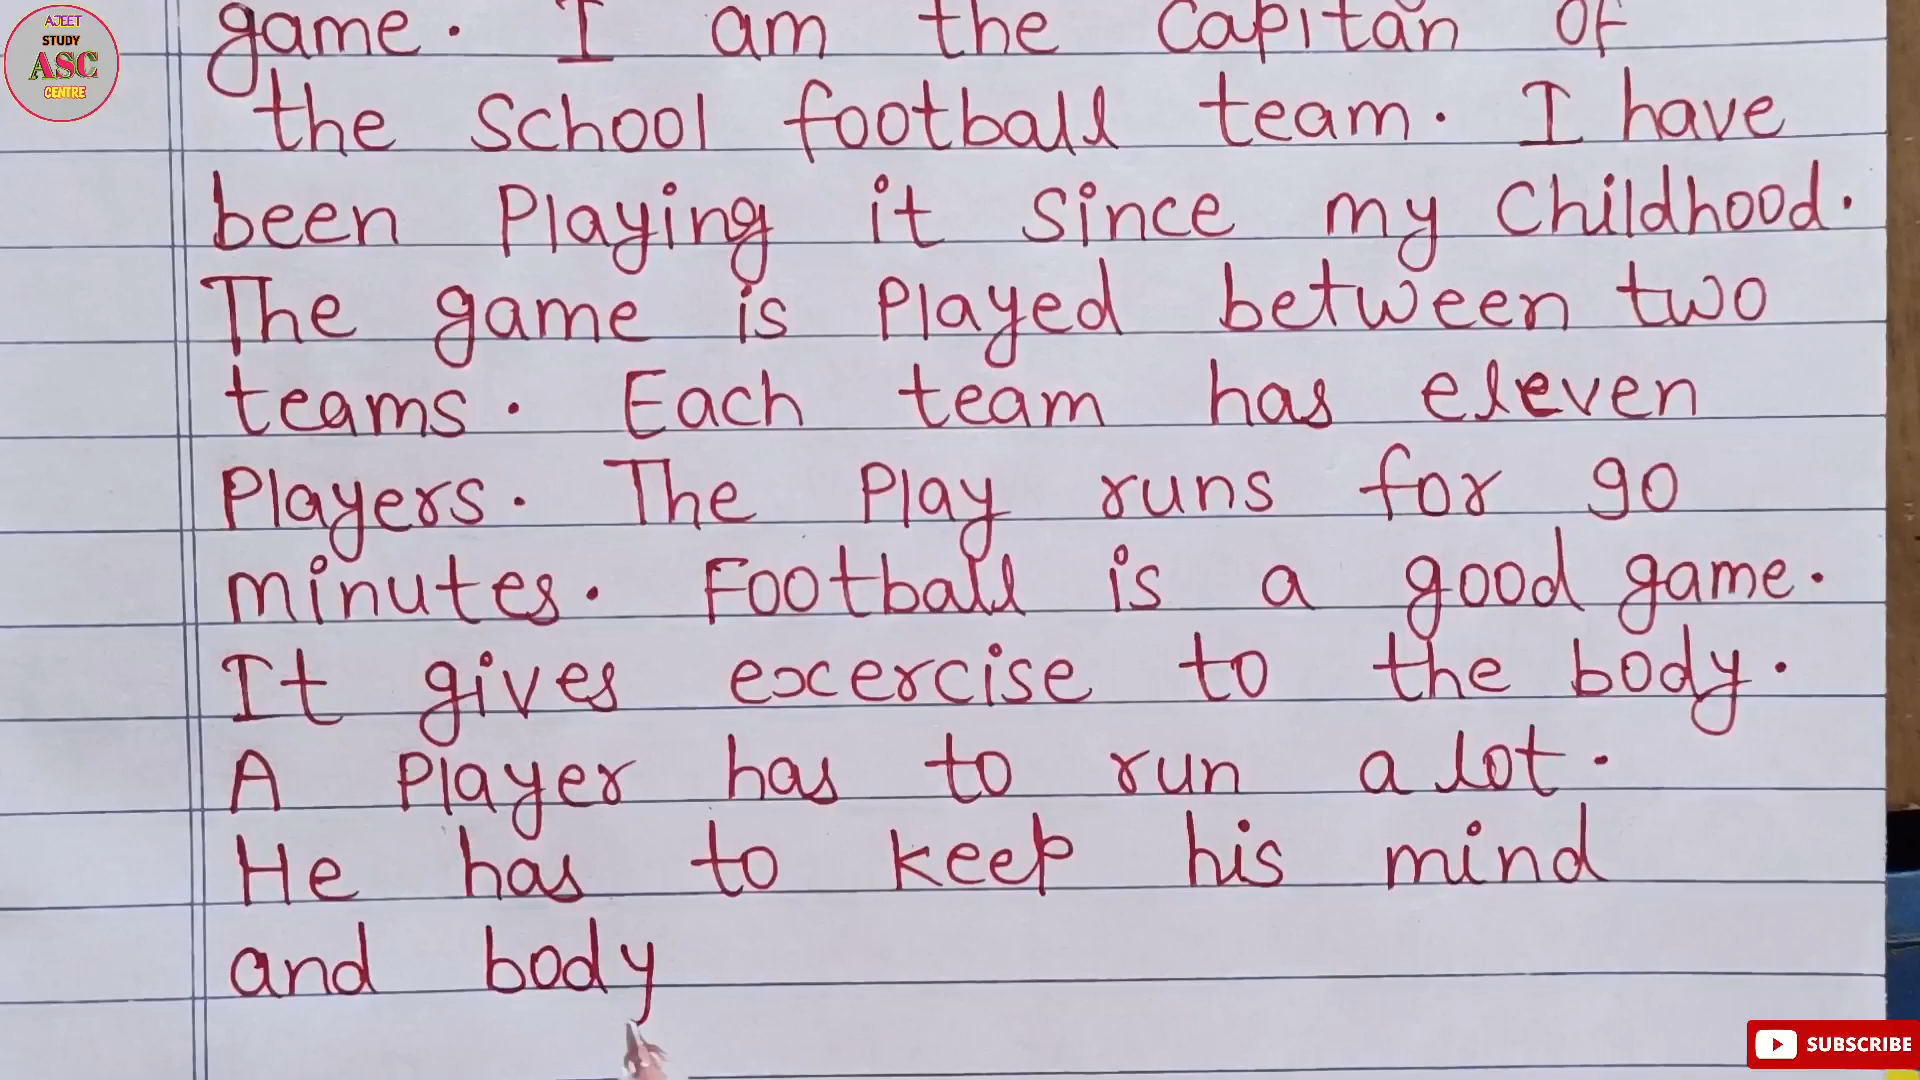 AJEET
STUDY
ASC
CENTRE
game. I am the Capitan of
the School football team. I have
been Playing it Since my Childhood.
The game is Played between two
teams. Each team has eleven
Players. The Play runs for 90
minutes. Football is a good game.
It gives excercise to the body.
A Player has to run a lot.
He has to keep his mind
and body
SUBSCRIBE